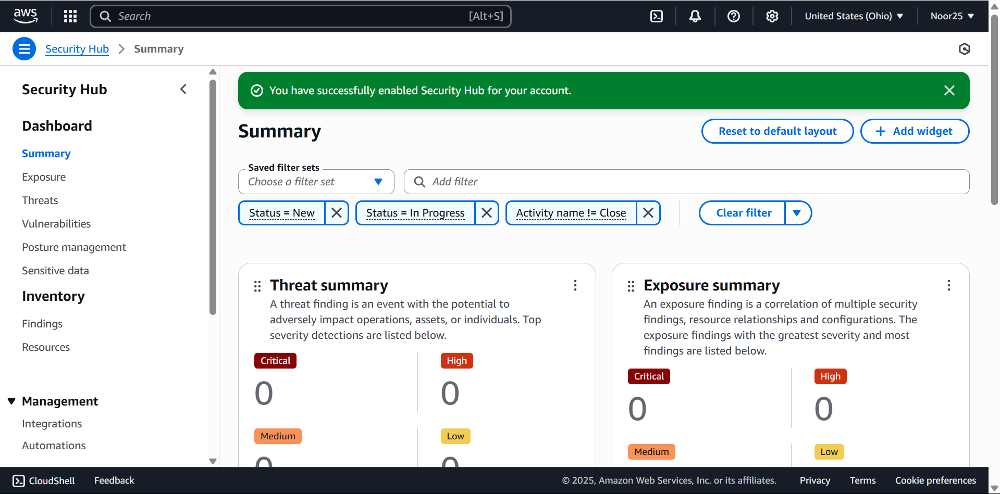 aws
Search
[Alt+S]
United States (Ohio)
Noor25
Security Hub
Summary
Security Hub
Dashboard
Summary
Exposure
Threats
Vulnerabilities
Posture management
Sensitive data
Inventory
Findings
Resources
Management
Integrations
Automations
You have successfully enabled Security Hub for your account.
Summary
Reset to default layout
Add widget
Saved filter sets
Choose a filter set
Add filter
Status = New
Status = In Progress
Activity name != Close
Clear filter
Threat summary
A threat finding is an event with the potential to
adversely impact operations, assets, or individuals. Top
severity detections are listed below.
Critical
0
High
0
Medium
0
Low
0
Exposure summary
An exposure finding is a correlation of multiple security
findings, resource relationships and configurations. The
exposure findings with the greatest severity and most
findings are listed below.
Critical
0
High
0
Medium
Low
CloudShell
Feedback
© 2025, Amazon Web Services, Inc. or its affiliates.
Privacy
Terms
Cookie preferences